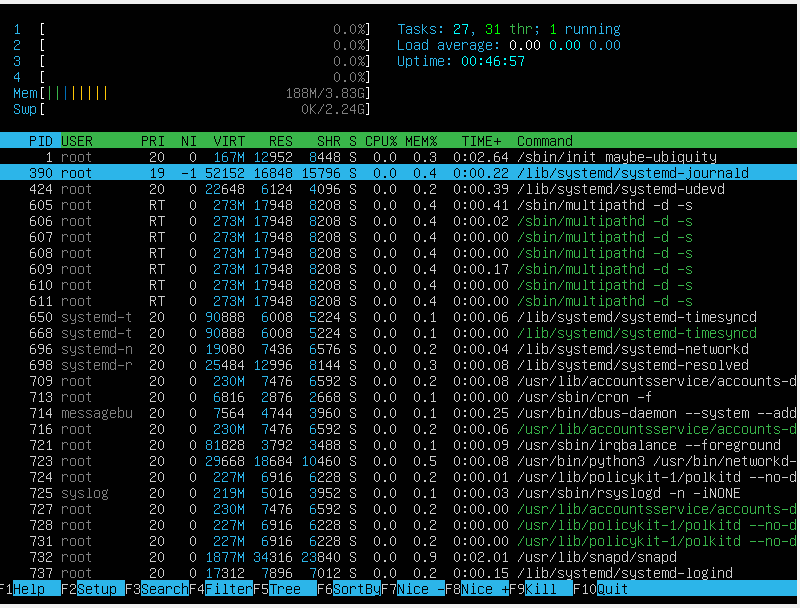 1 [ 0.0%] Tasks: 27, 31 thr; 1 running
2 [ 0.0%] Load average: 0.00 0.00 0.00
3 [ 0.0%] Uptime: 00:46:57
4 [ 0.0%]
Mem[|||||||| 188M/3.83G]
Swp[ 0K/2.24G]
PID USER PRI NI VIRT RES SHR S CPU% MEM% TIME+ Command
1 root 20 0 167M 12952 8448 S 0.0 0.3 0:02.64 /sbin/init maybe-ubiquity
390 root 19 -1 52152 16848 15796 S 0.0 0.4 0:00.22 /lib/systemd/systemd-journald
424 root 20 0 22648 6124 4096 S 0.0 0.2 0:00.39 /lib/systemd/systemd-udevd
605 root RT 0 273M 17948 8208 S 0.0 0.4 0:00.41 /sbin/multipathd -d -s
606 root RT 0 273M 17948 8208 S 0.0 0.4 0:00.02 /sbin/multipathd -d -s
607 root RT 0 273M 17948 8208 S 0.0 0.4 0:00.00 /sbin/multipathd -d -s
608 root RT 0 273M 17948 8208 S 0.0 0.4 0:00.00 /sbin/multipathd -d -s
609 root RT 0 273M 17948 8208 S 0.0 0.4 0:00.17 /sbin/multipathd -d -s
610 root RT 0 273M 17948 8208 S 0.0 0.4 0:00.00 /sbin/multipathd -d -s
611 root RT 0 273M 17948 8208 S 0.0 0.4 0:00.00 /sbin/multipathd -d -s
650 systemd-t 20 0 90888 6008 5224 S 0.0 0.1 0:00.06 /lib/systemd/systemd-timesyncd
668 systemd-t 20 0 90888 6008 5224 S 0.0 0.1 0:00.00 /lib/systemd/systemd-timesyncd
696 systemd-n 20 0 19080 7436 6576 S 0.0 0.2 0:00.04 /lib/systemd/systemd-networkd
698 systemd-r 20 0 25484 12996 8144 S 0.0 0.3 0:00.08 /lib/systemd/systemd-resolved
709 root 20 0 230M 7476 6592 S 0.0 0.2 0:00.08 /usr/lib/accountsservice/accounts-d
713 root 20 0 6816 2876 2668 S 0.0 0.1 0:00.00 /usr/sbin/cron -f
714 messagebu 20 0 7564 4744 3960 S 0.0 0.1 0:00.25 /usr/bin/dbus-daemon --system --add
716 root 20 0 230M 7476 6592 S 0.0 0.2 0:00.06 /usr/lib/accountsservice/accounts-d
721 root 20 0 81828 3792 3488 S 0.0 0.1 0:00.09 /usr/sbin/irqbalance --foreground
723 root 20 0 29668 18684 10460 S 0.0 0.5 0:00.08 /usr/bin/python3 /usr/bin/networkd-
724 root 20 0 227M 6916 6228 S 0.0 0.2 0:00.01 /usr/lib/policykit-1/polkitd --no-d
725 syslog 20 0 219M 5016 3952 S 0.0 0.1 0:00.03 /usr/sbin/rsyslogd -n -iNONE
727 root 20 0 230M 7476 6592 S 0.0 0.2 0:00.00 /usr/lib/accountsservice/accounts-d
728 root 20 0 227M 6916 6228 S 0.0 0.2 0:00.00 /usr/lib/policykit-1/polkitd --no-d
731 root 20 0 227M 6916 6228 S 0.0 0.2 0:00.00 /usr/lib/policykit-1/polkitd --no-d
732 root 20 0 1877M 34316 23840 S 0.0 0.9 0:02.01 /usr/lib/snapd/snapd
737 root 20 0 17312 7896 7012 S 0.0 0.2 0:00.15 /lib/systemd/systemd-logind
F1Help F2Setup F3SearchF4FilterF5Tree F6SortByF7Nice -F8Nice +F9Kill F10Quit